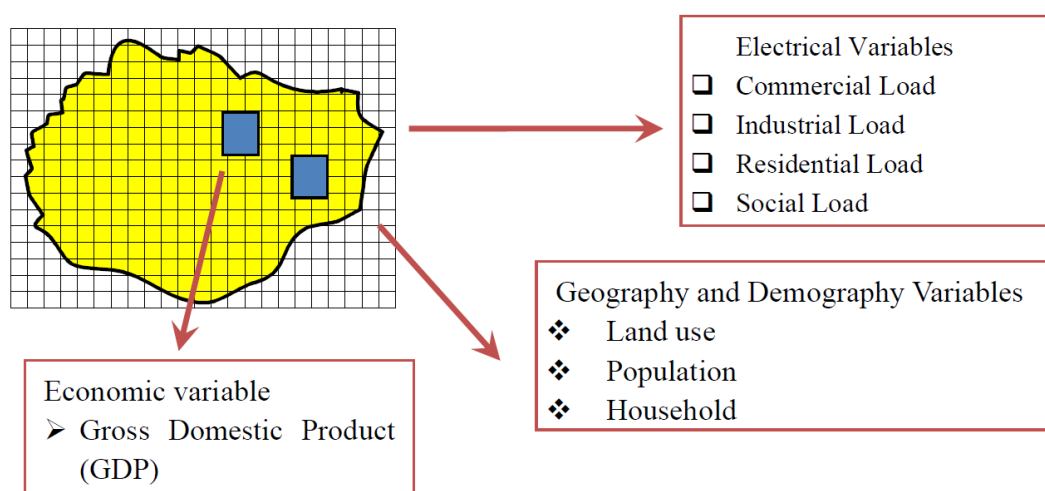 Electrical Variables
❑ Commercial Load
❑ Industrial Load
❑ Residential Load
❑ Social Load
Geography and Demography Variables
❖ Land use
❖ Population
❖ Household
Economic variable
➢ Gross Domestic Product
(GDP)